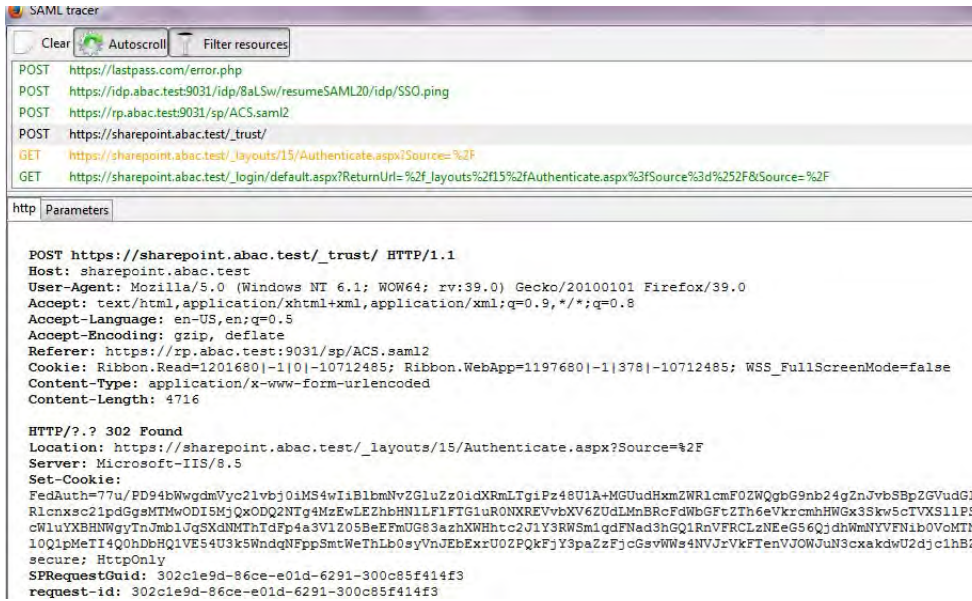 SAML tracer
Clear Autoscroll Filter resources
POST https://lastpass.com/error.php
POST https://idp.abac.test:9031/idp/8aLSw/resumeSAML20/idp/SSO.ping
POST https://rp.abac.test:9031/sp/ACS.saml2
POST https://sharepoint.abac.test/_trust/
GET https://sharepoint.abac.test/_layouts/15/Authenticate.aspx?Source=%2F
GET https://sharepoint.abac.test/_login/default.aspx?ReturnUrl=%2f_layouts%2f15%2fAuthenticate.aspx%3fSource%3d%252F&Source=%2F
http Parameters
POST https://sharepoint.abac.test/_trust/ HTTP/1.1
Host: sharepoint.abac.test
User-Agent: Mozilla/5.0 (Windows NT 6.1; WOW64; rv:39.0) Gecko/20100101 Firefox/39.0
Accept: text/html,application/xhtml+xml,application/xml;q=0.9,*/*;q=0.8
Accept-Language: en-US,en;q=0.5
Accept-Encoding: gzip, deflate
Referer: https://rp.abac.test:9031/sp/ACS.saml2
Cookie: Ribbon.Read=1201680|-1|0|-10712485; Ribbon.WebApp=1197680|-1|378|-10712485; WSS_FullScreenMode=false
Content-Type: application/x-www-form-urlencoded
Content-Length: 4716
HTTP/?.? 302 Found
Location: https://sharepoint.abac.test/_layouts/15/Authenticate.aspx?Source=%2F
Server: Microsoft-IIS/8.5
Set-Cookie:
secure; HttpOnly
SPRequestGuid: 302c1e9d-86ce-e01d-6291-300c85f414f3
request-id: 302c1e9d-86ce-e01d-6291-300c85f414f3